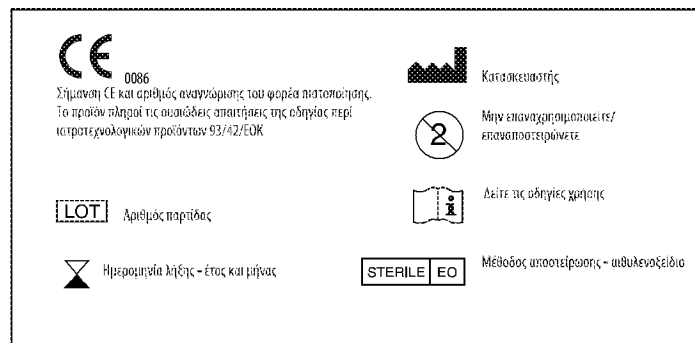 CE 0086
Σήμανση CE και αριθμός αναγνώρισης του φορέα πιστοποίησης.
Το προϊόν πληροί τις ουσιώδεις απαιτήσεις της οδηγίας περί
ιατροτεχνολογικών προϊόντων 93/42/ΕΟΚ
LOT Αριθμός παρτίδας
Ημερομηνία λήξης – έτος και μήνας
Κατασκευαστής
2 Μην επαναχρησιμοποιείτε/
επαναποστειρώνετε
Δείτε τις οδηγίες χρήσης
STERILE EO Μέθοδος αποστείρωσης – αιθυλενοξείδιο